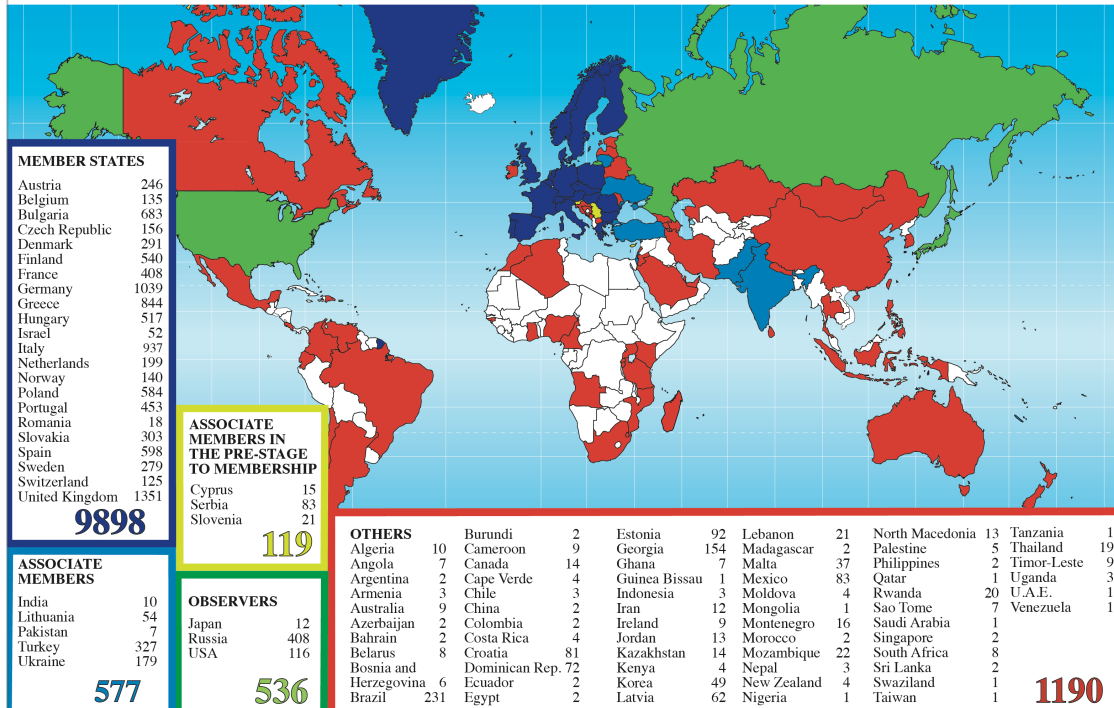 MEMBER STATES
Austria 246
Belgium 135
Bulgaria 683
Czech Republic 156
Denmark 291
Finland 540
France 408
Germany 1039
Greece 844
Hungary 517
Israel 52
Italy 937
Netherlands 199
Norway 140
Poland 584
Portugal 453
Romania 18
Slovakia 303
Spain 598
Sweden 279
Switzerland 125
United Kingdom 1351
9898
ASSOCIATE
MEMBERS
India 10
Lithuania 54
Pakistan 7
Turkey 327
Ukraine 179
577
ASSOCIATE
MEMBERS IN
THE PRE-STAGE
TO MEMBERSHIP
Cyprus 15
Serbia 83
Slovenia 21
119
OBSERVERS
Japan 12
Russia 408
USA 116
536
OTHERS
Algeria 10
Angola 7
Argentina 2
Armenia 3
Australia 9
Azerbaijan 2
Bahrain 2
Belarus 8
Bosnia and
Herzegovina 6
Brazil 231
Burundi 2
Cameroon 9
Canada 14
Cape Verde 4
Chile 3
China 2
Colombia 2
Costa Rica 4
Croatia 81
Dominican Rep. 72
Ecuador 2
Egypt 2
Estonia 92
Georgia 154
Ghana 7
Guinea Bissau 1
Indonesia 3
Iran 12
Ireland 9
Jordan 13
Kazakhstan 14
Kenya 4
Korea 49
Latvia 62
Lebanon 21
Madagascar 2
Malta 37
Mexico 83
Moldova 4
Mongolia 1
Montenegro 16
Morocco 2
Mozambique 22
Nepal 3
New Zealand 4
Nigeria 1
North Macedonia 13
Palestine 5
Philippines 2
Qatar 1
Rwanda 20
Sao Tome 7
Saudi Arabia 1
Singapore 2
South Africa 8
Sri Lanka 2
Swaziland 1
Taiwan 1
Tanzania 1
Thailand 19
Timor-Leste 9
Uganda 3
U.A.E. 1
Venezuela 1
1190